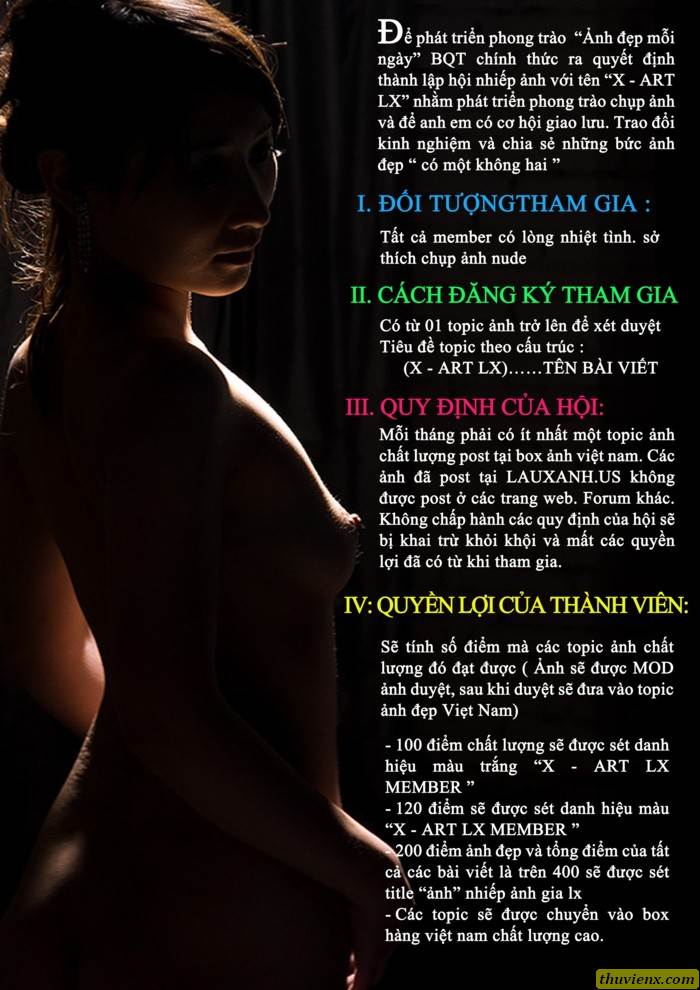 Để phát triển phong trào “Ảnh đẹp mỗi
ngày” BQT chính thức ra quyết định
thành lập hội nhiếp ảnh với tên “X - ART
LX” nhằm phát triển phong trào chụp ảnh
và để anh em có cơ hội giao lưu. Trao đổi
kinh nghiệm và chia sẻ những bức ảnh
đẹp “ có một không hai ”
I. ĐỐI TƯỢNGTHAM GIA :
Tất cả member có lòng nhiệt tình. sở
thích chụp ảnh nude
II. CÁCH ĐĂNG KÝ THAM GIA
Có từ 01 topic ảnh trở lên để xét duyệt
Tiêu đề topic theo cấu trúc :
(X - ART LX)......TÊN BÀI VIẾT
III. QUY ĐỊNH CỦA HỘI:
Mỗi tháng phải có ít nhất một topic ảnh
chất lượng post tại box ảnh việt nam. Các
ảnh đã post tại LAUXANH.US không
được post ở các trang web. Forum khác.
Không chấp hành các quy định của hội sẽ
bị khai trừ khỏi khội và mất các quyền
lợi đã có từ khi tham gia.
IV: QUYỀN LỢI CỦA THÀNH VIÊN:
Sẽ tính số điểm mà các topic ảnh chất
lượng đó đạt được ( Ảnh sẽ được MOD
ảnh duyệt, sau khi duyệt sẽ đưa vào topic
ảnh đẹp Việt Nam)
- 100 điểm chất lượng sẽ được sét danh
hiệu màu trắng “X - ART LX
MEMBER ”
- 120 điểm sẽ được sét danh hiệu màu
“X - ART LX MEMBER ”
- 200 điểm ảnh đẹp và tổng điểm của tất
cả các bài viết là trên 400 sẽ được sét
title “ảnh” nhiếp ảnh gia lx
- Các topic sẽ được chuyển vào box
hàng việt nam chất lượng cao.
thuvienx.com